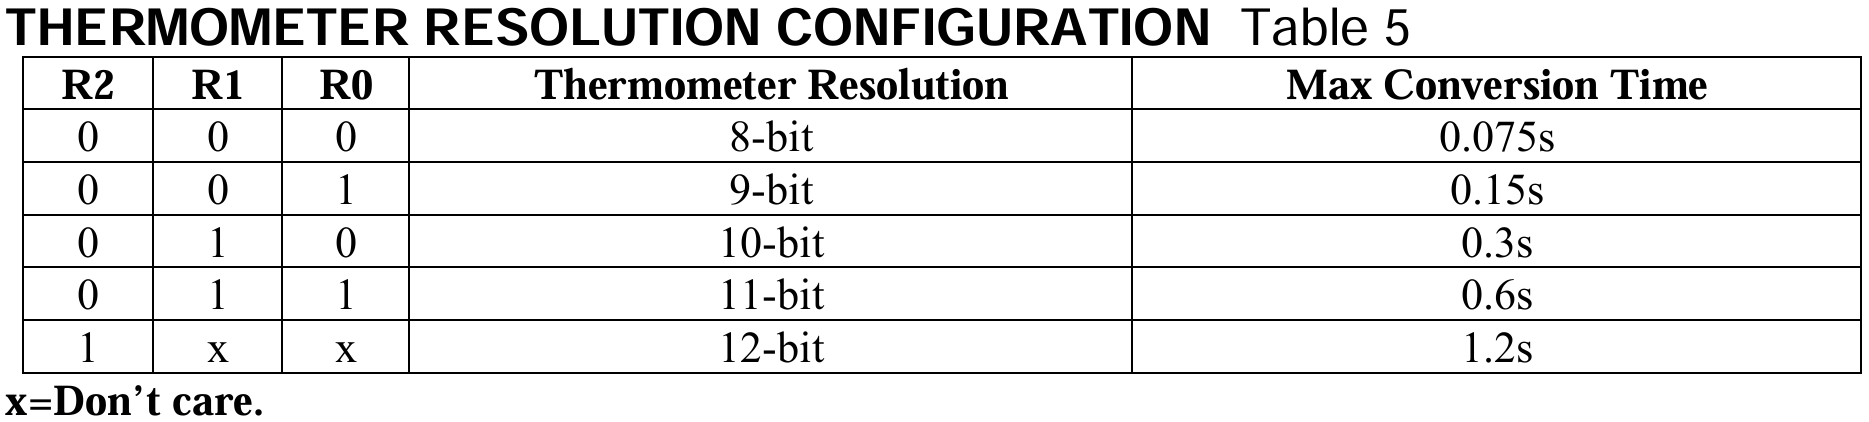 THERMOMETER RESOLUTION CONFIGURATION Table 5
R2 R1 R0 Thermometer Resolution Max Conversion Time
0 0 0 8-bit 0.075s
0 0 1 9-bit 0.15s
0 1 0 10-bit 0.3s
0 1 1 11-bit 0.6s
1 x x 12-bit 1.2s
x=Don't care.